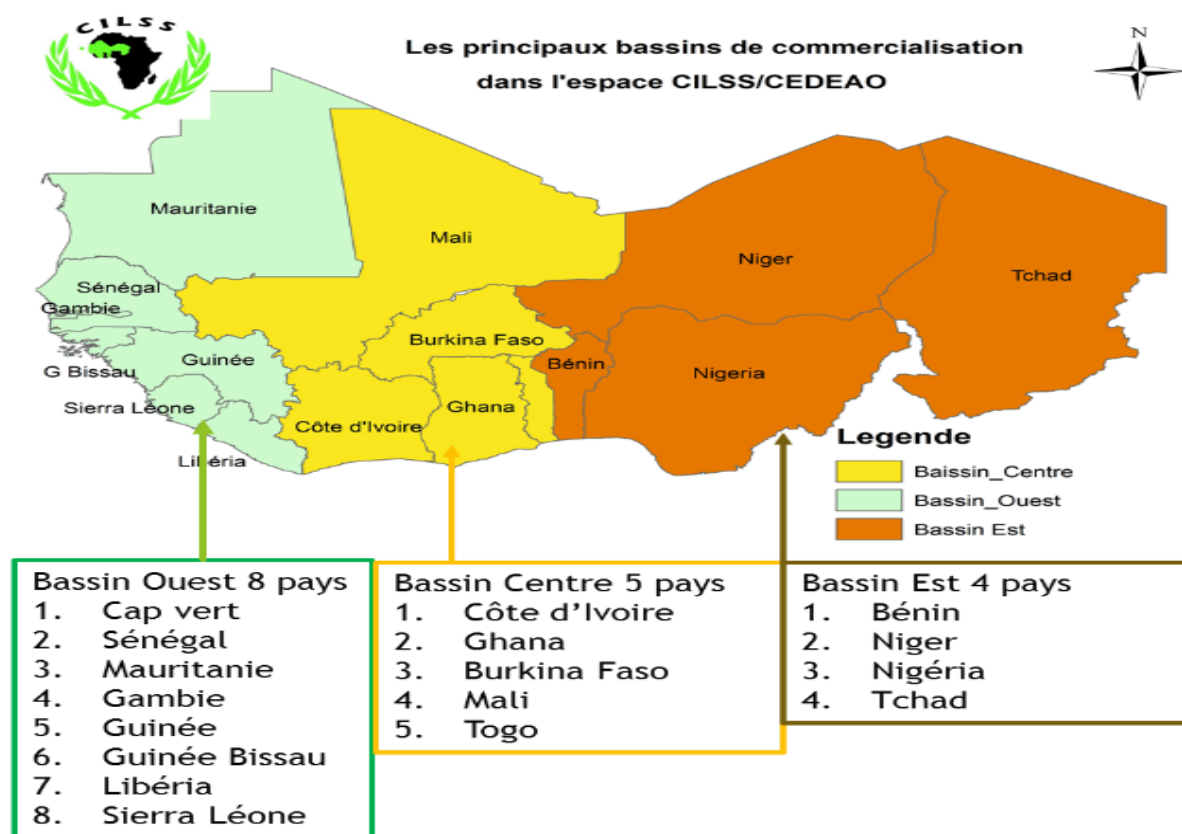 CILSS
Les principaux bassins de commercialisation
dans l'espace CILSS/CEDEAO
N
Mauritanie
Mali
Niger
Tchad
Sénégal
Gambie
Burkina Faso
Guinée
Bénin
G Bissau
Nigeria
Sierra Léone
Ghana
Côte d'Ivoire
Libéria
Legende
Baissin_Centre
Bassin_Ouest
Bassin Est
Bassin Ouest 8 pays
1. Cap vert
2. Sénégal
3. Mauritanie
4. Gambie
5. Guinée
6. Guinée Bissau
7. Libéria
8. Sierra Léone
Bassin Centre 5 pays
1. Côte d'Ivoire
2. Ghana
3. Burkina Faso
4. Mali
5. Togo
Bassin Est 4 pays
1. Bénin
2. Niger
3. Nigéria
4. Tchad